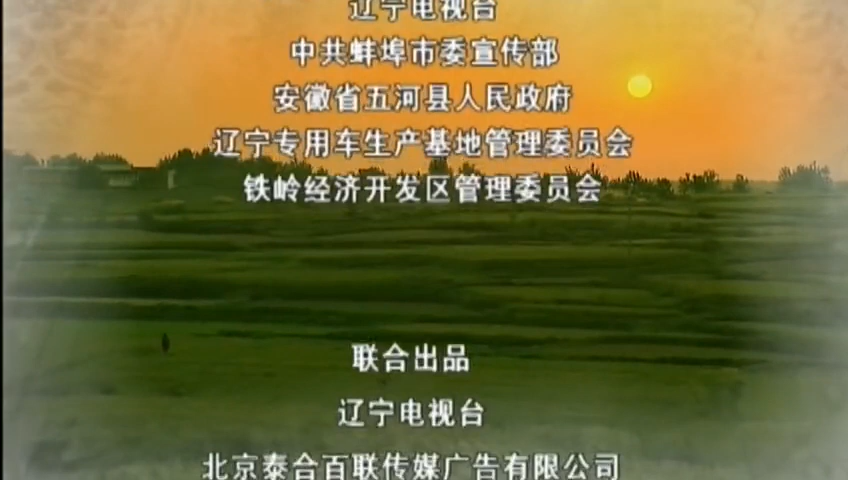 辽宁电视台
中共蚌埠市委宣传部
安徽省五河县人民政府
辽宁专用车生产基地管理委员会
铁岭经济开发区管理委员会
联合出品
辽宁电视台
北京泰合百联传媒广告有限公司